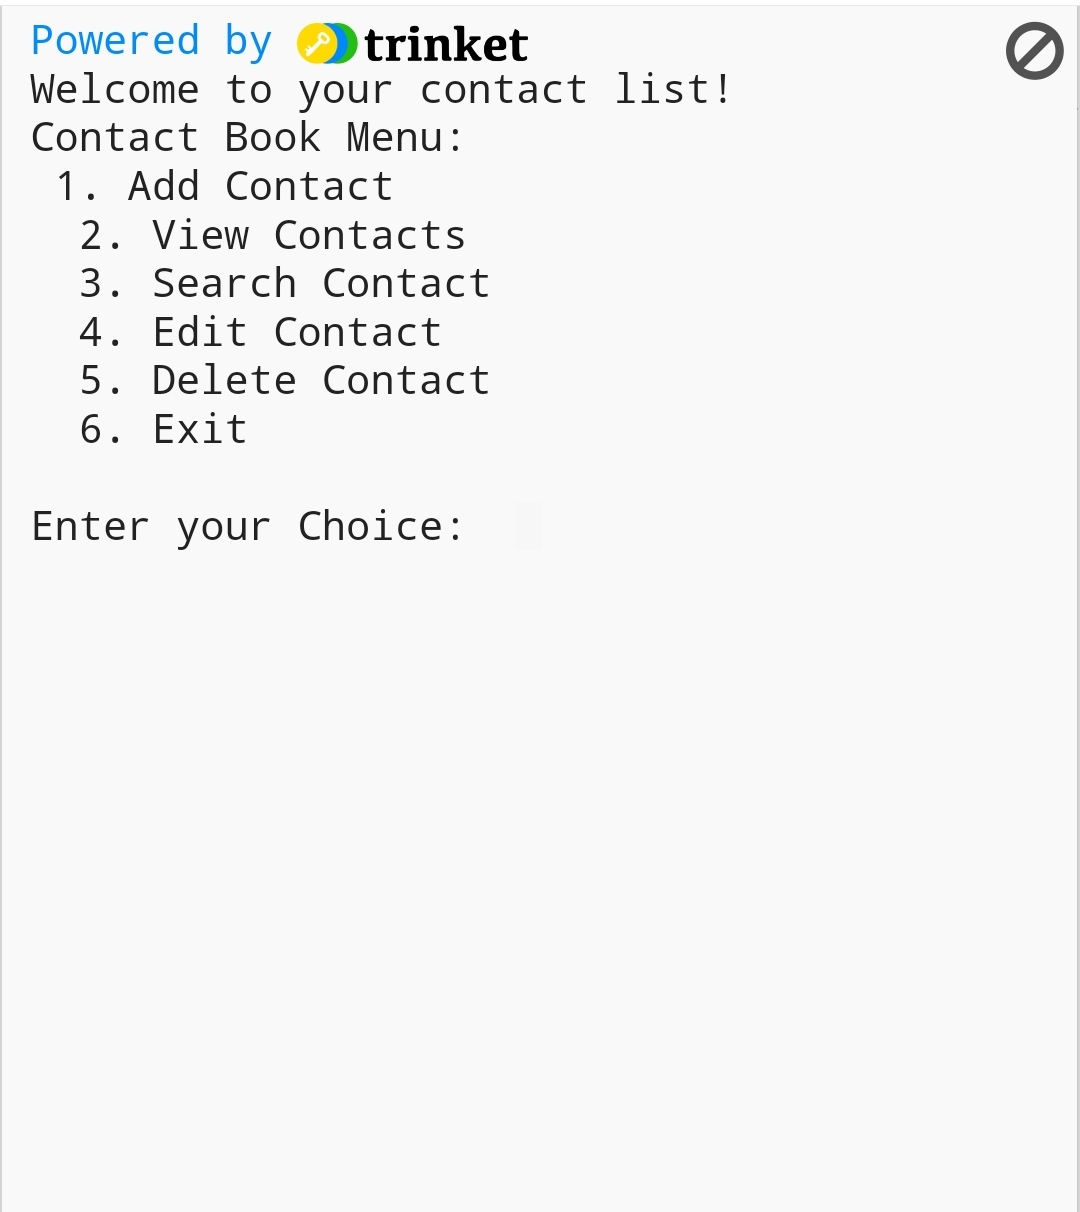 Powered by trinket
Welcome to your contact list!
Contact Book Menu:
 1. Add Contact
  2. View Contacts
  3. Search Contact
  4. Edit Contact
  5. Delete Contact
  6. Exit
Enter your Choice: